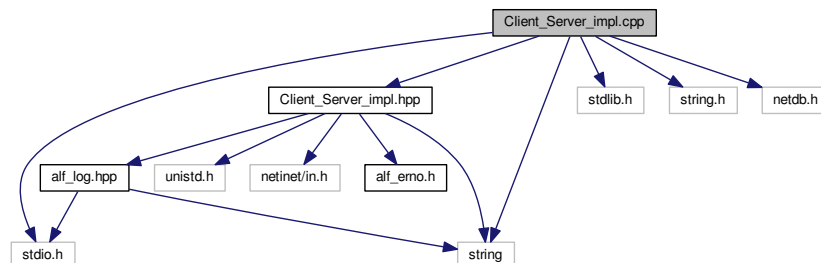 Client_Server_impl.cpp
Client_Server_impl.hpp
stdlib.h
string.h
netdb.h
alf_log.hpp
unistd.h
netinet/in.h
alf_erno.h
stdio.h
string